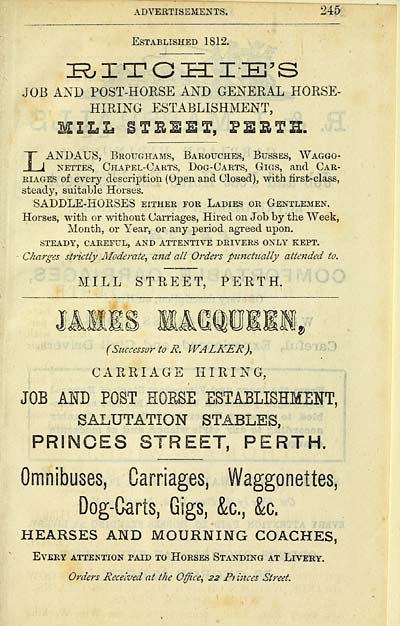 ADVERTISEMENTS. 245
ESTABLISHED 1812.
RITCHIE'S
JOB AND POST-HORSE AND GENERAL HORSE-
HIRING ESTABLISHMENT,
MILL STREET, PERTH.
LANDAUS, BROUGHAMS, BAROUCHES, BUSSES, WAGGO-
NETTES, CHAPEL-CARTS, DOG-CARTS, GIGS, AND CAR-
RIAGES of every description (Open and Closed), with first-class,
steady, suitable Horses.
SADDLE-HORSES EITHER FOR LADIES OR GENTLEMEN.
Horses, with or without Carriages, Hired on Job by the Week,
Month, or Year, or any period agreed upon.
STEADY, CAREFUL, AND ATTENTIVE DRIVERS ONLY KEPT.
Charges strictly Moderate, and all Orders punctually attended to.
MILL STREET, PERTH.
JAMES MACQUEEN,
(Successor to R. WALKER),
CARRIAGE HIRING,
JOB AND POST HORSE ESTABLISHMENT,
SALUTATION STABLES,
PRINCES STREET, PERTH.
Omnibuses, Carriages, Waggonettes,
Dog-Carts, Gigs, &c., &c.
HEARSES AND MOURNING COACHES,
EVERY ATTENTION PAID TO HORSES STANDING AT LIVERY.
Orders Received at the Office, 22 Princes Street.